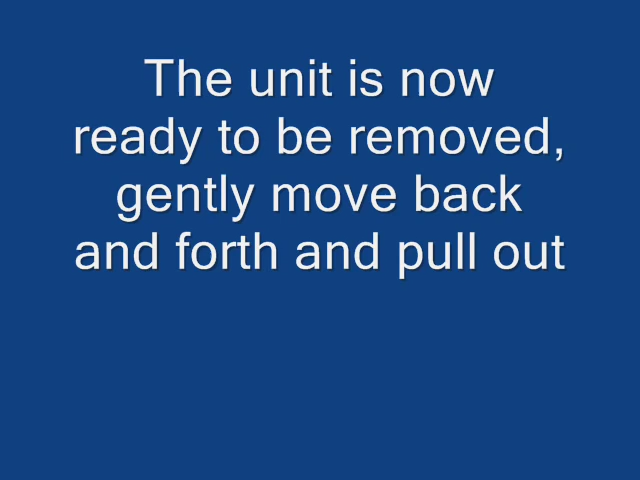 The unit is now
ready to be removed,
gently move back
and forth and pull out